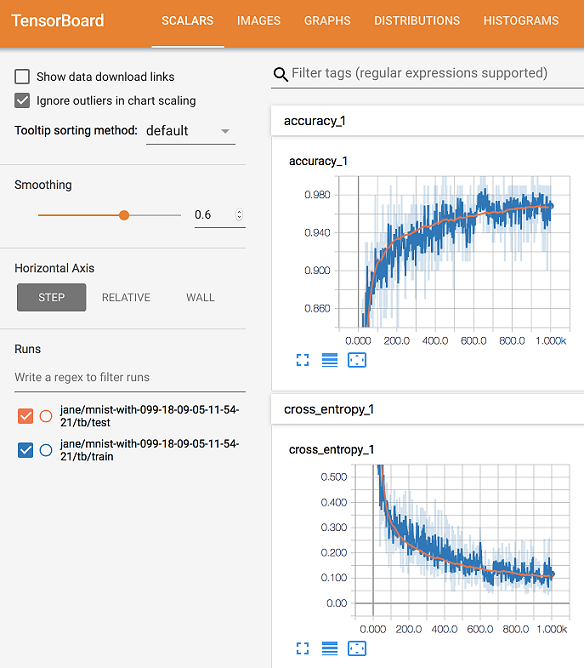 TensorBoard
SCALARS
IMAGES
GRAPHS
DISTRIBUTIONS
HISTOGRAMS
Show data download links
Ignore outliers in chart scaling
Tooltip sorting method: default
Smoothing
0.6
Horizontal Axis
STEP
RELATIVE
WALL
Runs
Write a regex to filter runs
jane/mnist-with-099-18-09-05-11-54-
21/tb/test
jane/mnist-with-099-18-09-05-11-54-
21/tb/train
Filter tags (regular expressions supported)
accuracy_1
accuracy_1
0.980
0.940
0.900
0.860
0.000 200.0 400.0 600.0 800.0 1.000k
cross_entropy_1
cross_entropy_1
0.500
0.400
0.300
0.200
0.100
0.00
0.000 200.0 400.0 600.0 800.0 1.000k